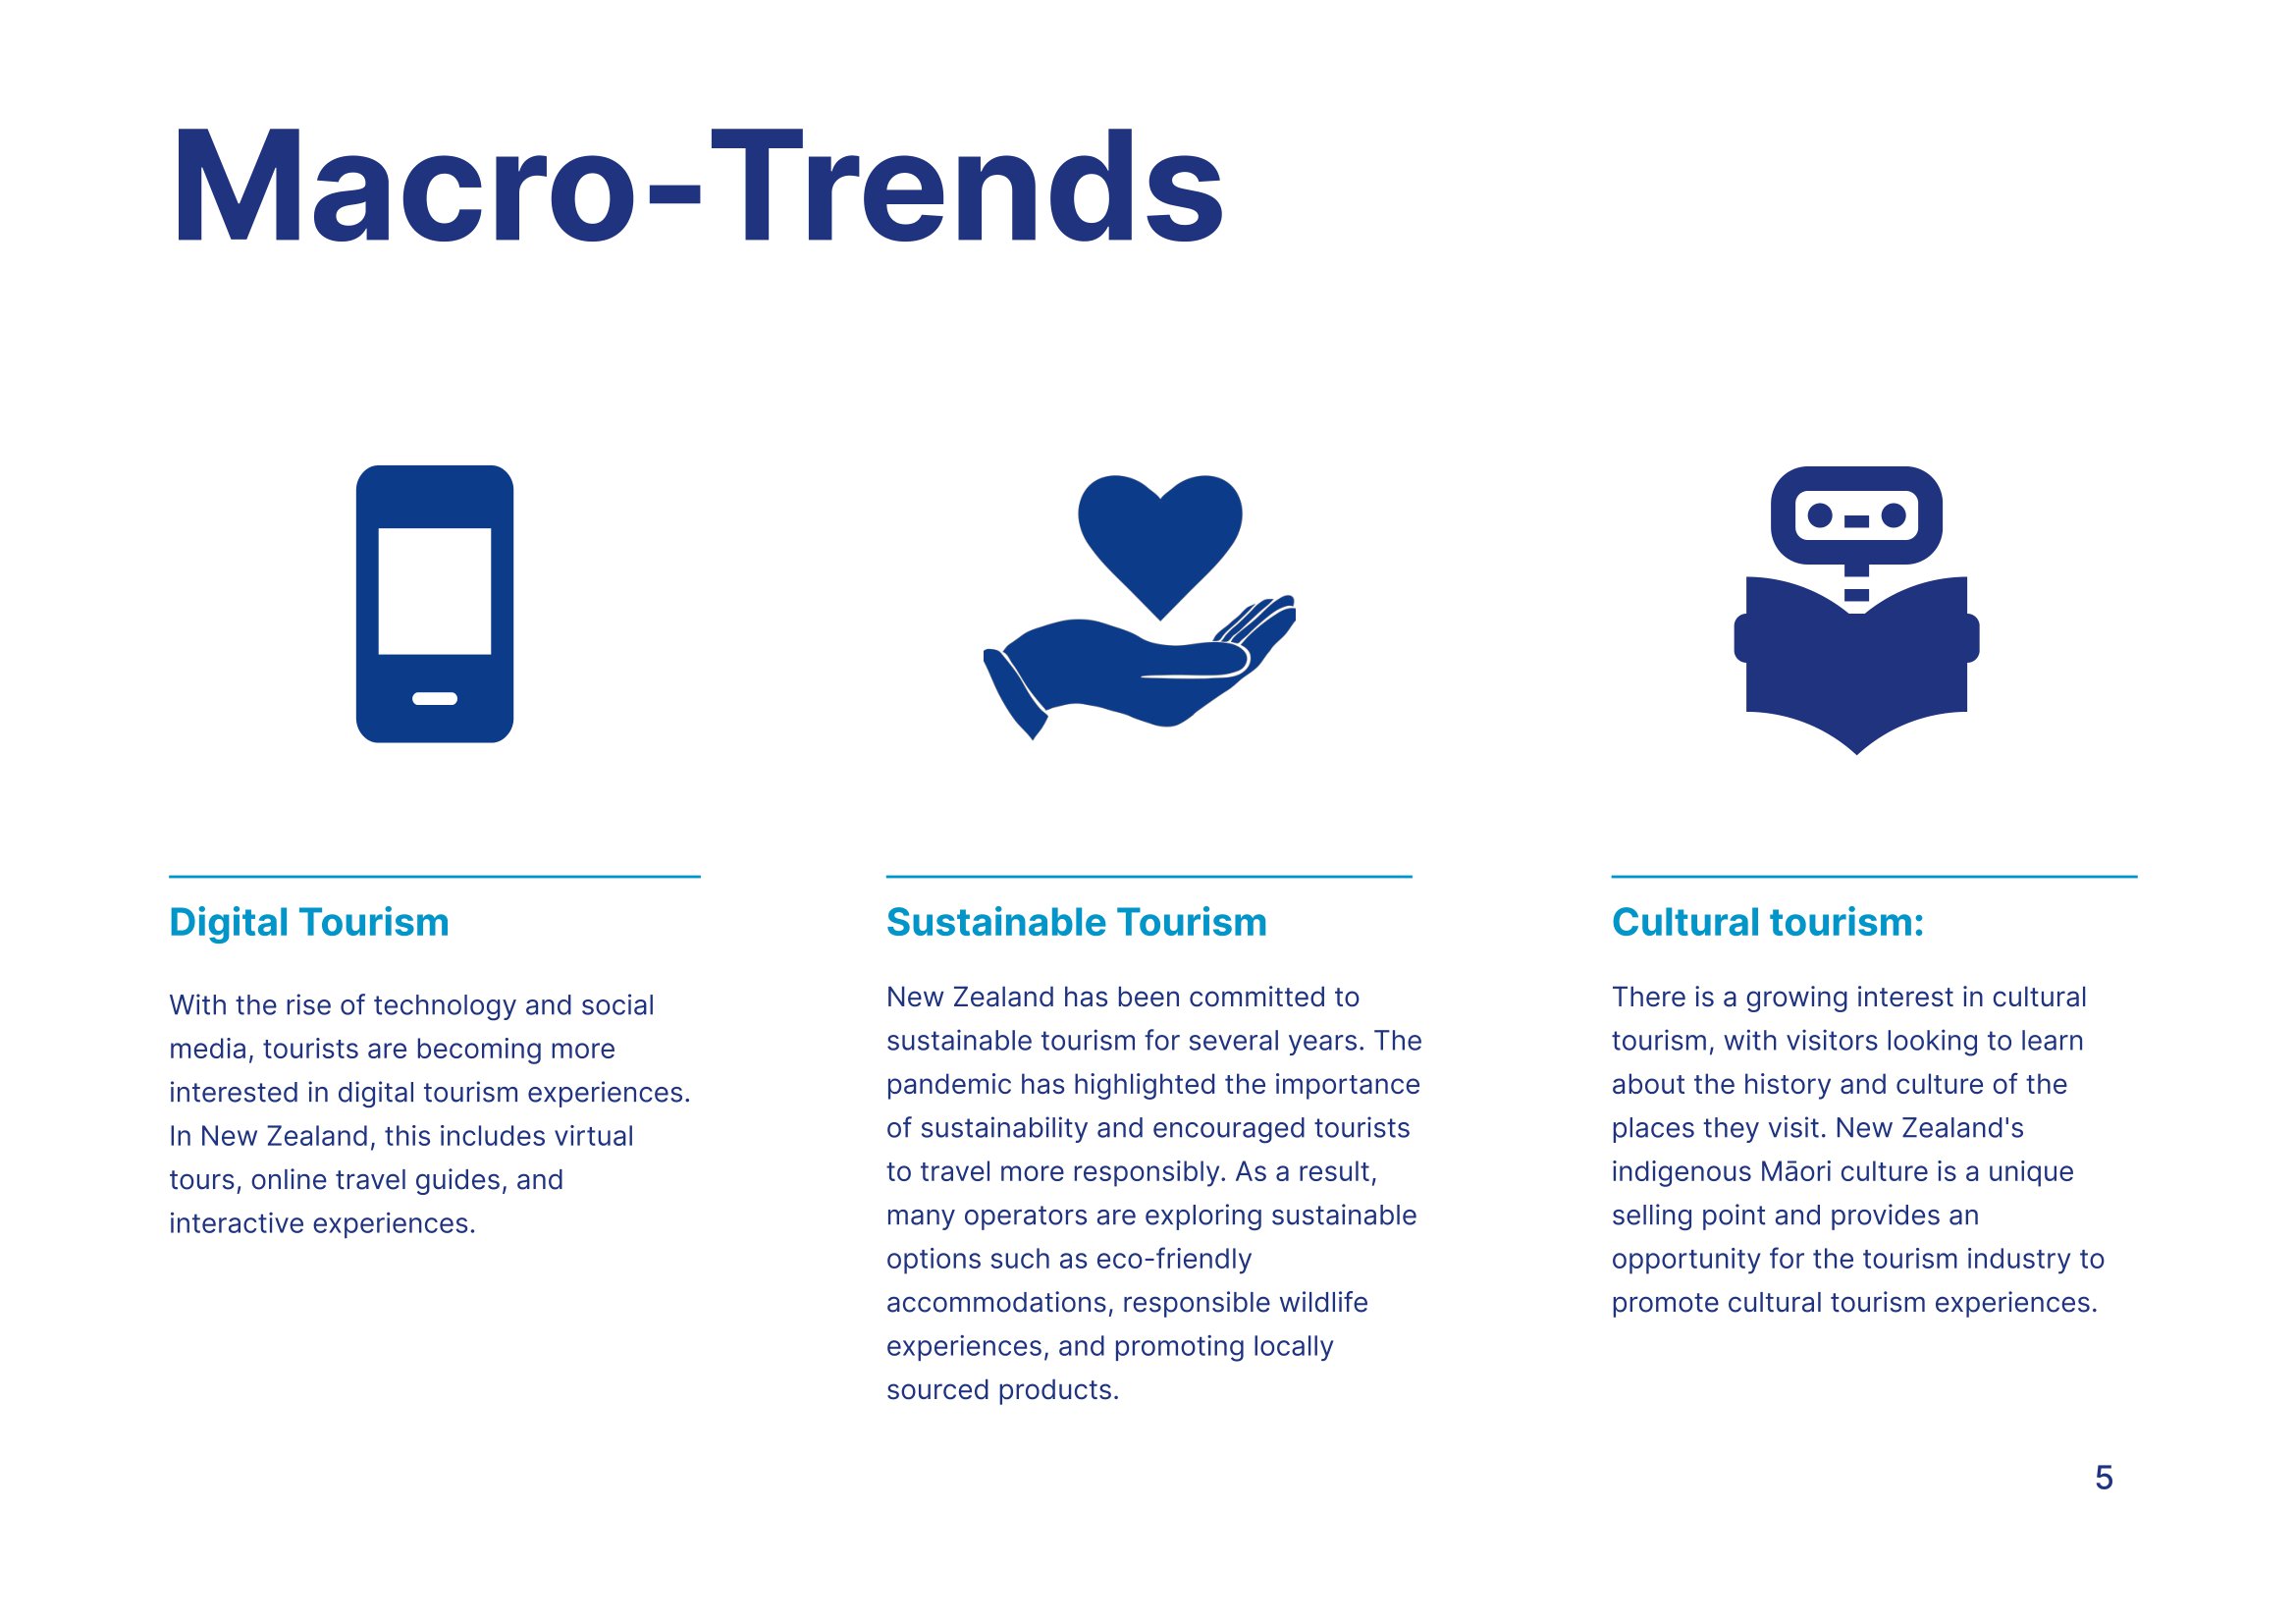 Macro-Trends
Digital Tourism
With the rise of technology and social
media, tourists are becoming more
interested in digital tourism experiences.
In New Zealand, this includes virtual
tours, online travel guides, and
interactive experiences.
Sustainable Tourism
New Zealand has been committed to
sustainable tourism for several years. The
pandemic has highlighted the importance
of sustainability and encouraged tourists
to travel more responsibly. As a result,
many operators are exploring sustainable
options such as eco-friendly
accommodations, responsible wildlife
experiences, and promoting locally
sourced products.
Cultural tourism:
There is a growing interest in cultural
tourism, with visitors looking to learn
about the history and culture of the
places they visit. New Zealand's
indigenous Māori culture is a unique
selling point and provides an
opportunity for the tourism industry to
promote cultural tourism experiences.
5